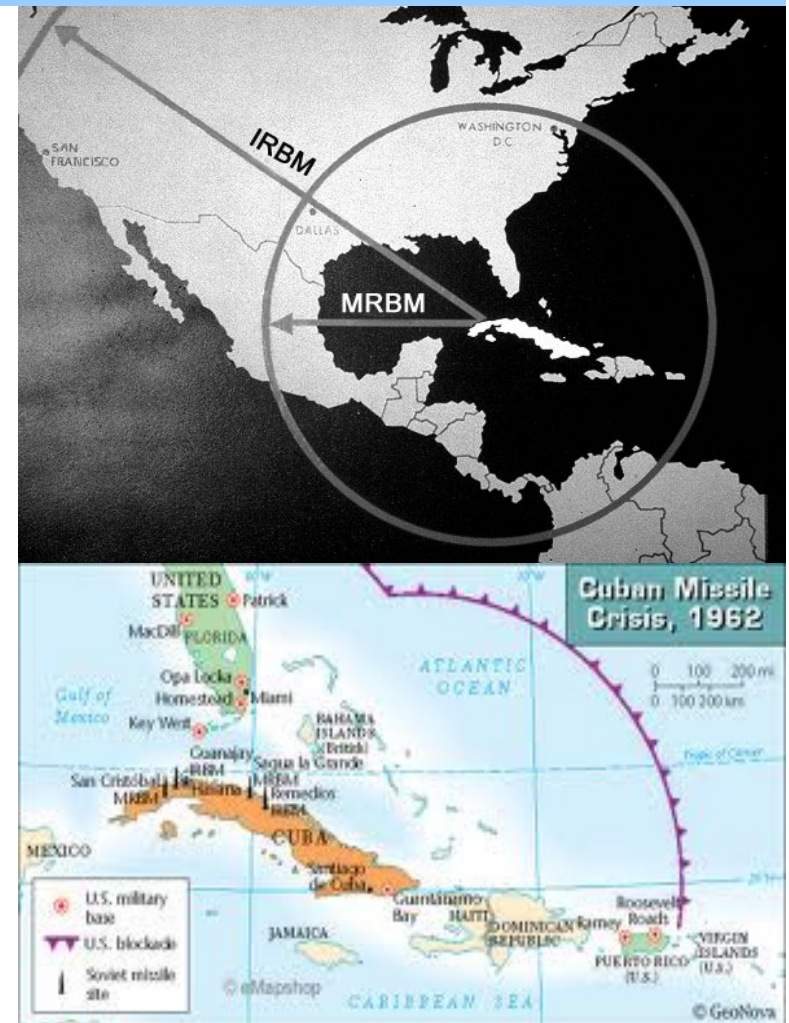 WASHINGTON
D.C.
SAN
FRANCISCO
IRBM
DALLAS
MRBM
UNITED
STATES
Patrick
MacDill
FLORIDA
Cuban Missile
Crisis, 1962
ATLANTIC
OCEAN
0 100 200 mi
0 100 200 km
Opa Locka
Homestead
Miami
Gulf of
Mexico
Key West
BAHAMA
ISLANDS
(British)
Tropic of Cancer
Guanajay
IRBM
Sagua la Grande
MRBM
San Cristóbal
MRBM
Havana
Remedios
IRBM
CUBA
MEXICO
Santiago
de Cuba
Guantánamo
Bay
HAITI
DOMINICAN
REPUBLIC
Ramey
Roosevelt
Roads
PUERTO RICO
(U.S.)
VIRGIN
ISLANDS
(U.S.)
JAMAICA
U.S. military
base
U.S. blockade
Soviet missile
site
© eMapshop
CARIBBEAN SEA
© GeoNova